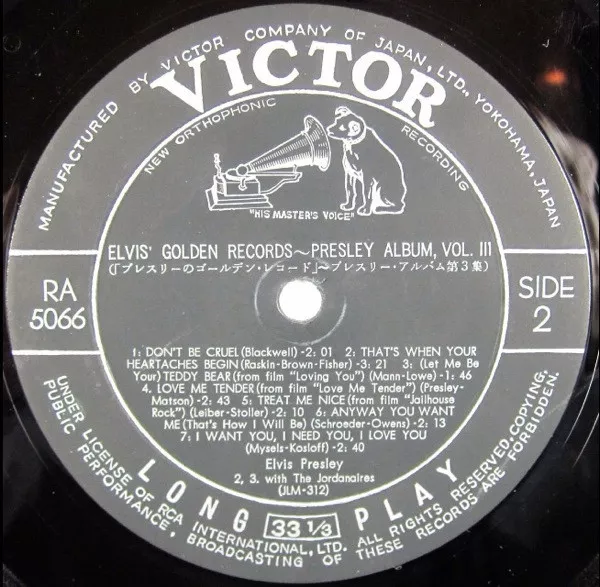 MANUFACTURED BY VICTOR COMPANY OF JAPAN, LTD., YOKOHAMA, JAPAN
VICTOR
NEW ORTHOPHONIC RECORDING
"HIS MASTER'S VOICE"
ELVIS' GOLDEN RECORDS~PRESLEY ALBUM, VOL. III
(「プレスリーのゴールデン・レコード」~プレスリー・アルバム第3集)
RA
5066
SIDE
2
1: DON'T BE CRUEL (Blackwell) -2: 01 2: THAT'S WHEN YOUR
HEARTACHES BEGIN (Raskin-Brown-Fisher) -3: 21 3: (Let Me Be
Your) TEDDY BEAR (from film "Loving You") (Mann-Lowe) -1: 46
4: LOVE ME TENDER (from film "Love Me Tender") (Presley-
Matson) -2: 43 5: TREAT ME NICE (from film "Jailhouse
Rock") (Leiber-Stoller) -2: 10 6: ANYWAY YOU WANT
ME (That's How I Will Be) (Schroeder-Owens) -2: 13
7: I WANT YOU, I NEED YOU, I LOVE YOU
(Mysels-Kosloff) -2: 40
Elvis Presley
2, 3. with The Jordanaires
(JLM-312)
LONG 33 1/3 PLAY
UNDER LICENSE OF RCA INTERNATIONAL, LTD. ALL RIGHTS RESERVED, COPYING,
PUBLIC PERFORMANCE, BROADCASTING OF THESE RECORDS ARE FORBIDDEN.